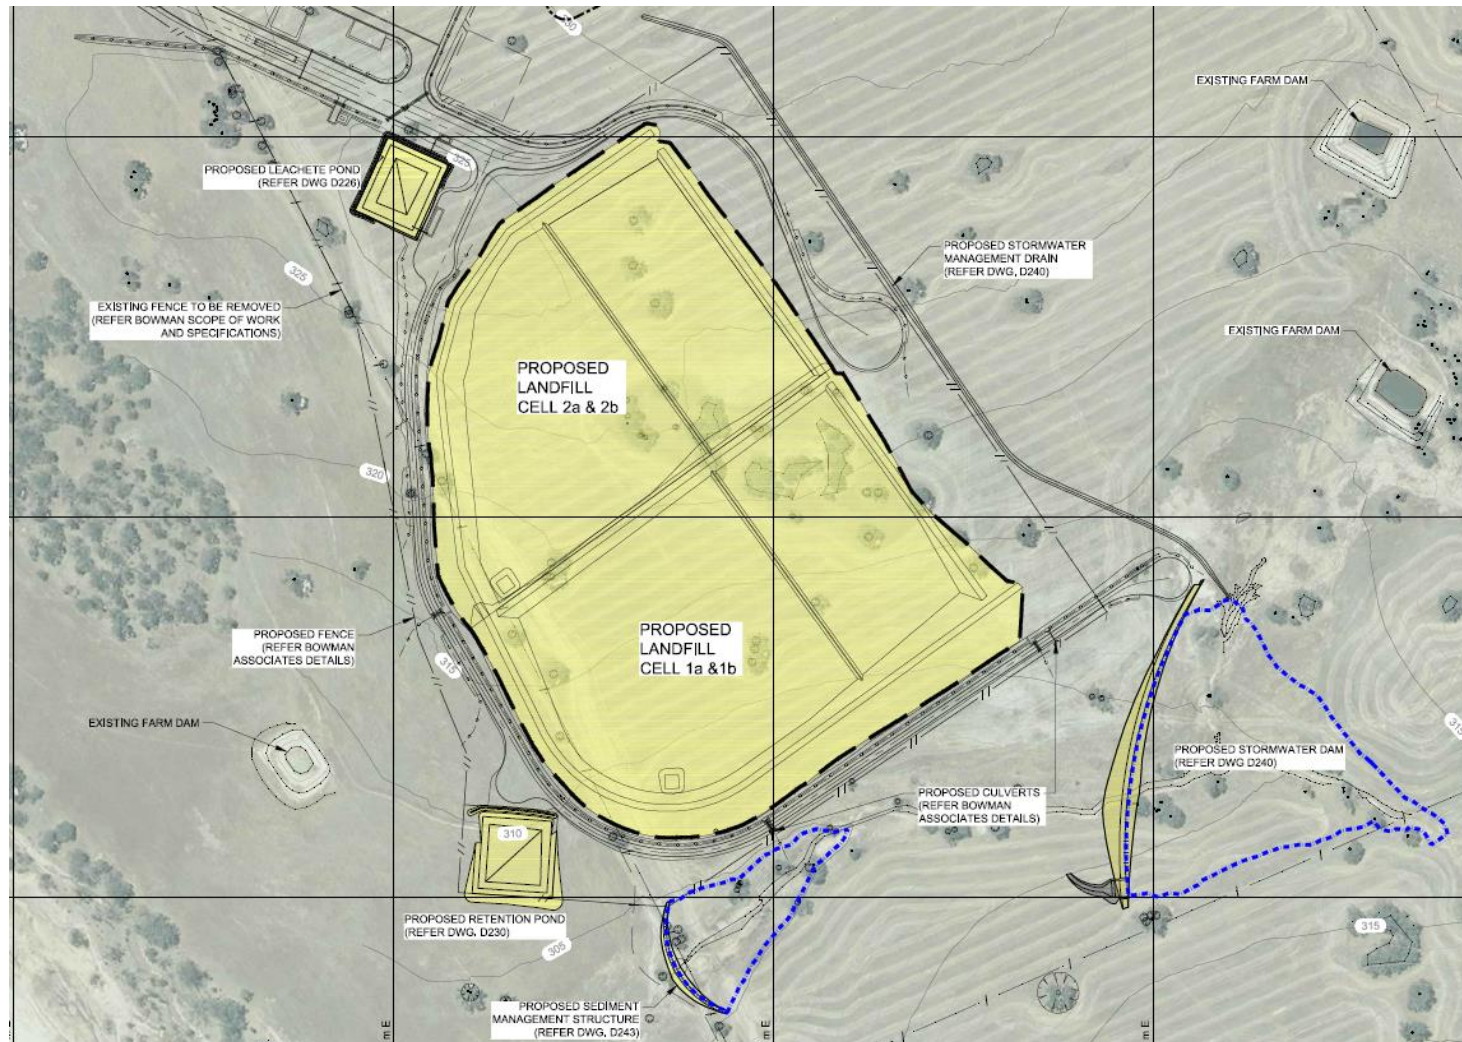 350
EXISTING FARM DAM
PROPOSED LEACHETE POND
(REFER DWG D226)
325
PROPOSED STORMWATER
MANAGEMENT DRAIN
(REFER DWG, D240)
325
EXISTING FENCE TO BE REMOVED
(REFER BOWMAN SCOPE OF WORK
AND SPECIFICATIONS)
EXISTING FARM DAM
PROPOSED
LANDFILL
CELL 2a & 2b
320
PROPOSED
LANDFILL
CELL 1a &1b
PROPOSED FENCE
(REFER BOWMAN
ASSOCIATES DETAILS)
315
EXISTING FARM DAM
315
PROPOSED STORMWATER DAM
(REFER DWG D240)
PROPOSED CULVERTS
(REFER BOWMAN
ASSOCIATES DETAILS)
310
PROPOSED RETENTION POND
(REFER DWG, D230)
305
315
PROPOSED SEDIMENT
MANAGEMENT STRUCTURE
(REFER DWG, D243)
m E
m E
m E